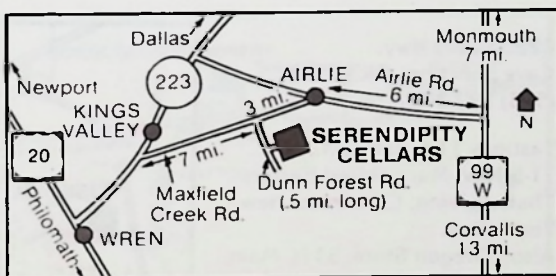 Dallas
Monmouth
7 mi.
Newport
223
AIRLIE
Airlie Rd.
6 mi.
3 mi.
KINGS
VALLEY
N
SERENDIPITY
CELLARS
20
7 mi.
Maxfield
Creek Rd.
Dunn Forest Rd.
(.5 mi. long)
99
W
Philomath
WREN
Corvallis
13 mi.